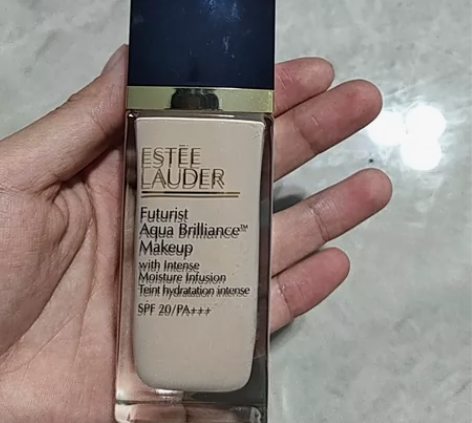 ESTĒE
LAUDER
Futurist
Aqua Brilliance™
Makeup
with Intense
Moisture Infusion
Teint hydratation intense
SPF 20/PA+++